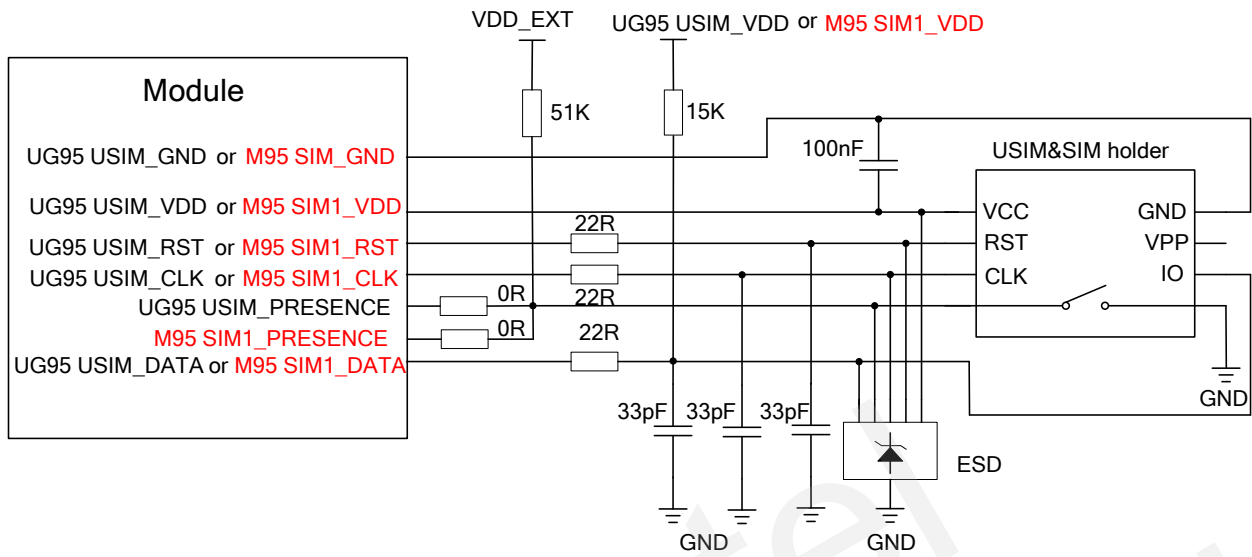 VDD_EXT
UG95 USIM_VDD or M95 SIM1_VDD
Module
51K
15K
UG95 USIM_GND or M95 SIM_GND
100nF
USIM&SIM holder
UG95 USIM_VDD or M95 SIM1_VDD
VCC
GND
22R
UG95 USIM_RST or M95 SIM1_RST
RST
VPP
UG95 USIM_CLK or M95 SIM1_CLK
CLK
IO
22R
UG95 USIM_PRESENCE
0R
M95 SIM1_PRESENCE
0R
22R
UG95 USIM_DATA or M95 SIM1_DATA
GND
33pF
33pF
33pF
ESD
GND
GND